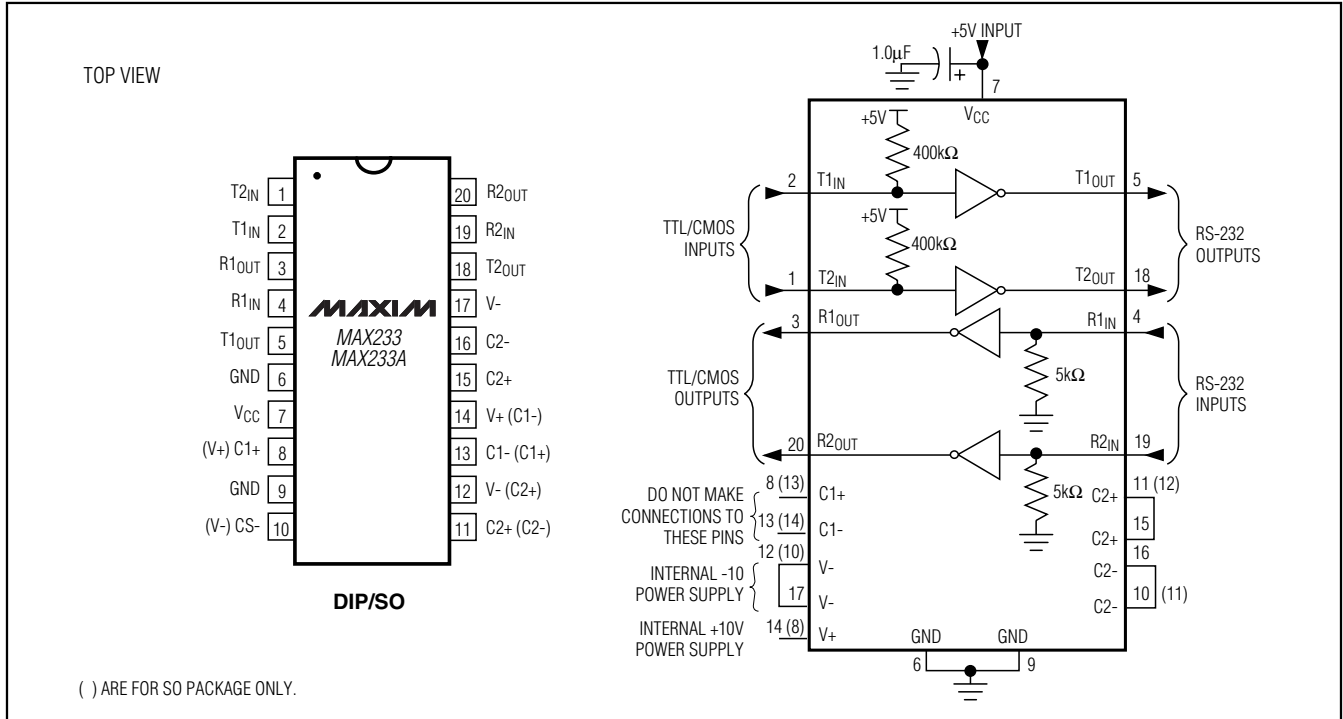 TOP VIEW
T2IN 1
T1IN 2
R1OUT 3
R1IN 4
T1OUT 5
GND 6
VCC 7
(V+) C1+ 8
GND 9
(V-) CS- 10
20 R2OUT
19 R2IN
18 T2OUT
17 V-
16 C2-
15 C2+
14 V+ (C1-)
13 C1- (C1+)
12 V- (C2+)
11 C2+ (C2-)
MAXIM
MAX233
MAX233A
DIP/SO
( ) ARE FOR SO PACKAGE ONLY.
+5V INPUT
1.0µF
+
7
VCC
+5V
400kΩ
2 T1IN
T1OUT 5
+5V
400kΩ
TTL/CMOS
INPUTS
RS-232
OUTPUTS
1 T2IN
T2OUT 18
3 R1OUT
R1IN 4
5kΩ
TTL/CMOS
OUTPUTS
RS-232
INPUTS
20 R2OUT
R2IN 19
5kΩ
DO NOT MAKE
CONNECTIONS TO
THESE PINS
8 (13) C1+
13 (14) C1-
INTERNAL -10
POWER SUPPLY
12 (10) V-
17 V-
INTERNAL +10V
POWER SUPPLY
14 (8) V+
C2+ 11 (12)
C2+ 15
C2- 16
C2- 10 (11)
GND GND
6 9